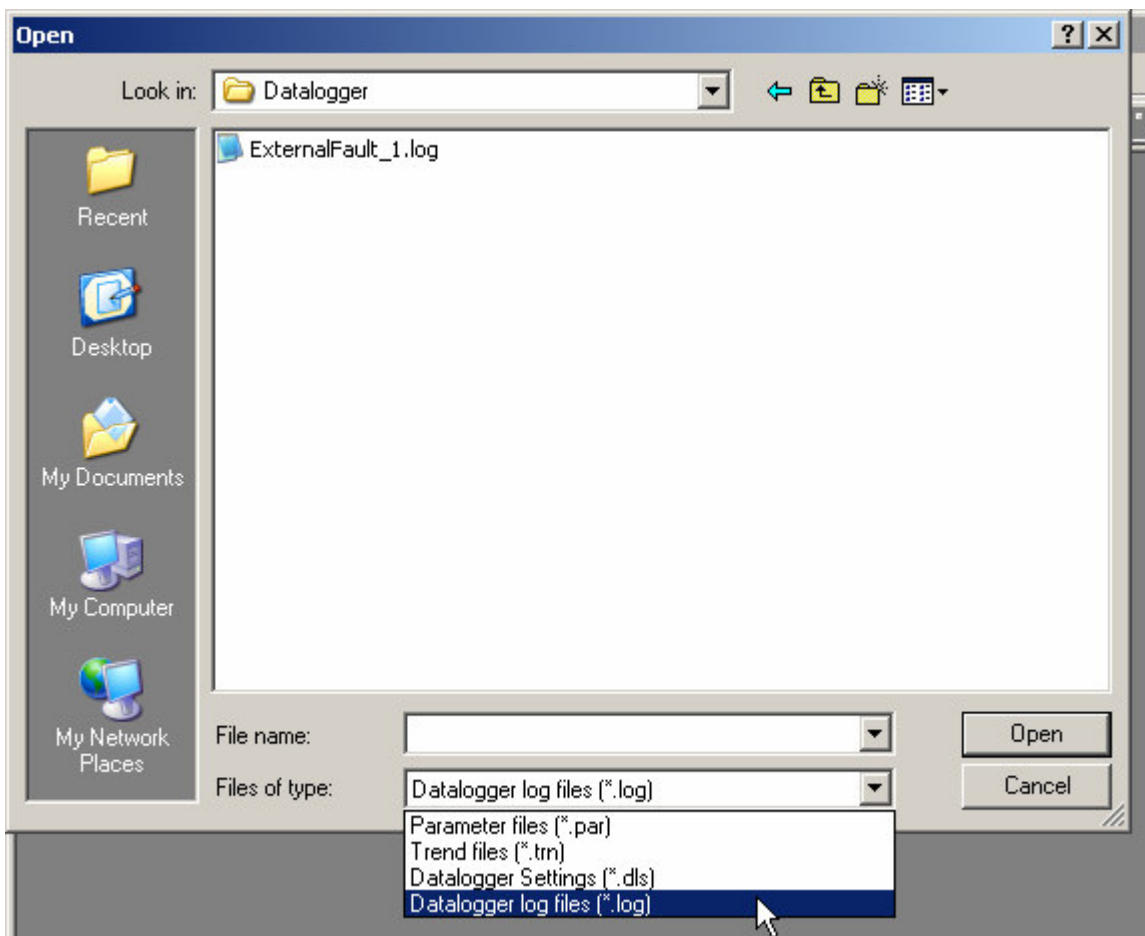 Open
Look in: Datalogger
ExternalFault_1.log
Recent
Desktop
My Documents
My Computer
My Network
Places
File name:
Open
Files of type: Datalogger log files (*.log)
Cancel
Parameter files (*.par)
Trend files (*.trn)
Datalogger Settings (*.dls)
Datalogger log files (*.log)